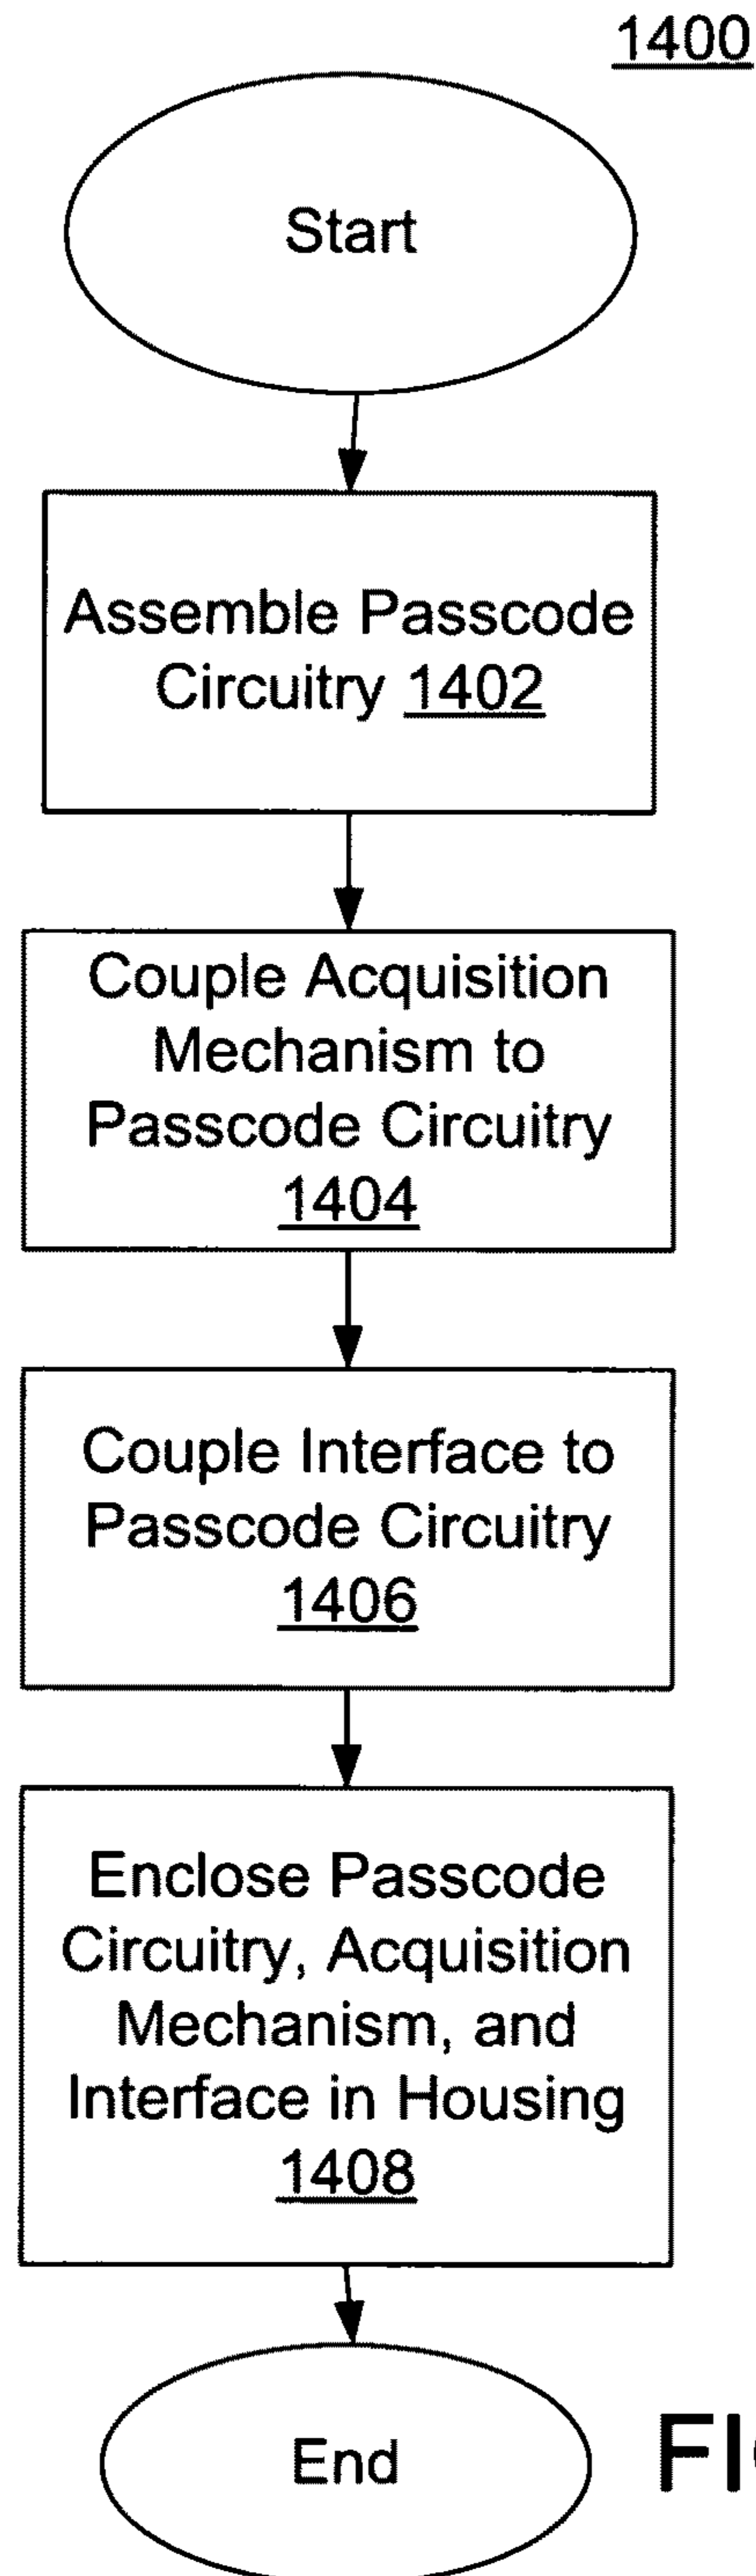 1400
Start
Assemble Passcode
Circuitry 1402
Couple Acquisition
Mechanism to
Passcode Circuitry
1404
Couple Interface to
Passcode Circuitry
1406
Enclose Passcode
Circuitry, Acquisition
Mechanism, and
Interface in Housing
1408
End